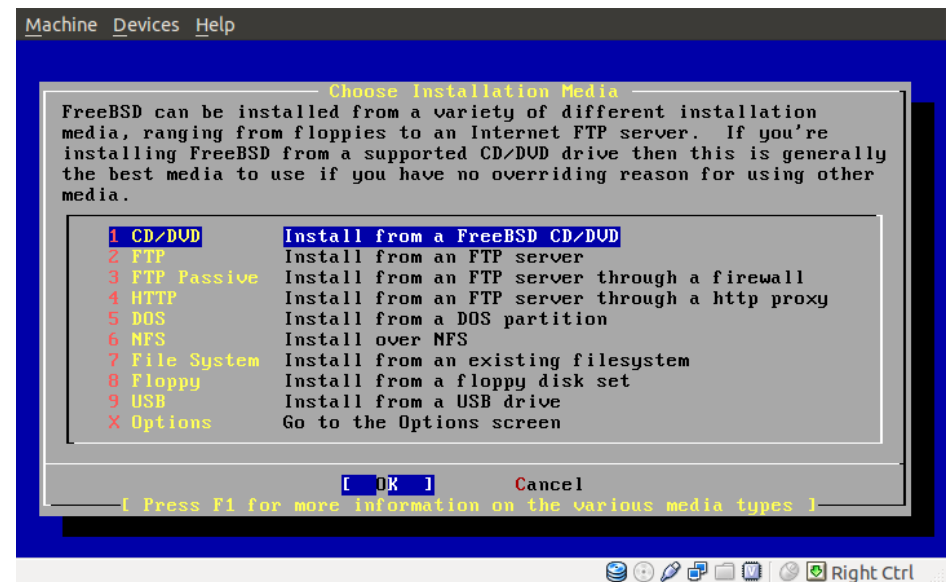 Machine Devices Help
Choose Installation Media
FreeBSD can be installed from a variety of different installation
media, ranging from floppies to an Internet FTP server. If you're
installing FreeBSD from a supported CD/DVD drive then this is generally
the best media to use if you have no overriding reason for using other
media.
1 CD/DVD Install from a FreeBSD CD/DVD
2 FTP Install from an FTP server
3 FTP Passive Install from an FTP server through a firewall
4 HTTP Install from an FTP server through a http proxy
5 DOS Install from a DOS partition
6 NFS Install over NFS
7 File System Install from an existing filesystem
8 Floppy Install from a floppy disk set
9 USB Install from a USB drive
X Options Go to the Options screen
[ OK ] Cancel
[ Press F1 for more information on the various media types ]
Right Ctrl